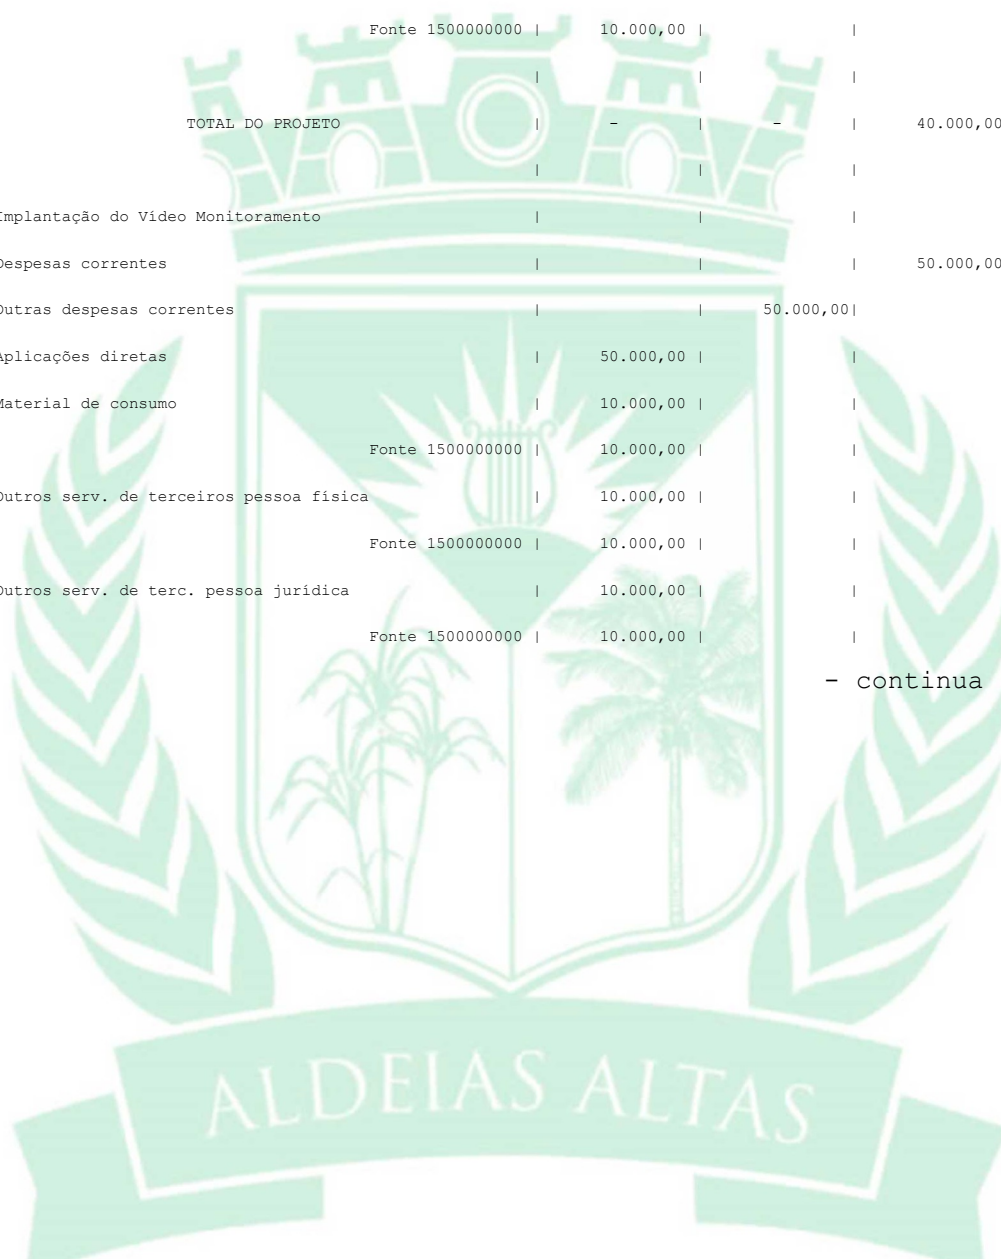 Fonte 1500000000 | 10.000,00 | |
| | |
TOTAL DO PROJETO | - | - | 40.000,00
| | |
Implantação do Vídeo Monitoramento | | |
Despesas correntes | | | 50.000,00
Outras despesas correntes | | 50.000,00|
Aplicações diretas | 50.000,00 | |
Material de consumo | 10.000,00 | |
Fonte 1500000000 | 10.000,00 | |
Outros serv. de terceiros pessoa física | 10.000,00 | |
Fonte 1500000000 | 10.000,00 | |
Outros serv. de terc. pessoa jurídica | 10.000,00 | |
Fonte 1500000000 | 10.000,00 | |
- continua
ALDEIAS ALTAS